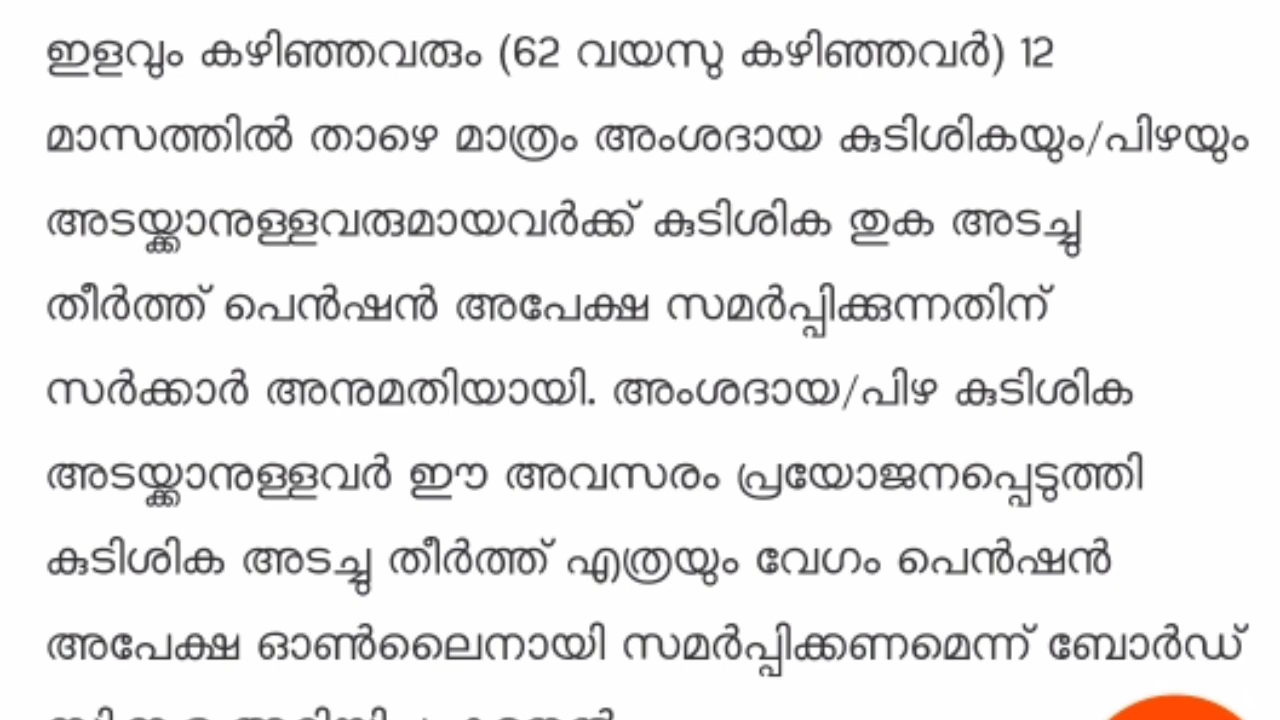 ഇളവും കഴിഞ്ഞവരും (62 വയസു കഴിഞ്ഞവർ) 12
മാസത്തിൽ താഴെ മാത്രം അംശദായ കുടിശികയും/പിഴയും
അടയ്ക്കാനുള്ളവരുമായവർക്ക് കുടിശിക തുക അടച്ചു
തീർത്ത് പെൻഷൻ അപേക്ഷ സമർപ്പിക്കുന്നതിന്
സർക്കാർ അനുമതിയായി. അംശദായ/പിഴ കുടിശിക
അടയ്ക്കാനുള്ളവർ ഈ അവസരം പ്രയോജനപ്പെടുത്തി
കുടിശിക അടച്ചു തീർത്ത് എത്രയും വേഗം പെൻഷൻ
അപേക്ഷ ഓൺലൈനായി സമർപ്പിക്കണമെന്ന് ബോർഡ്